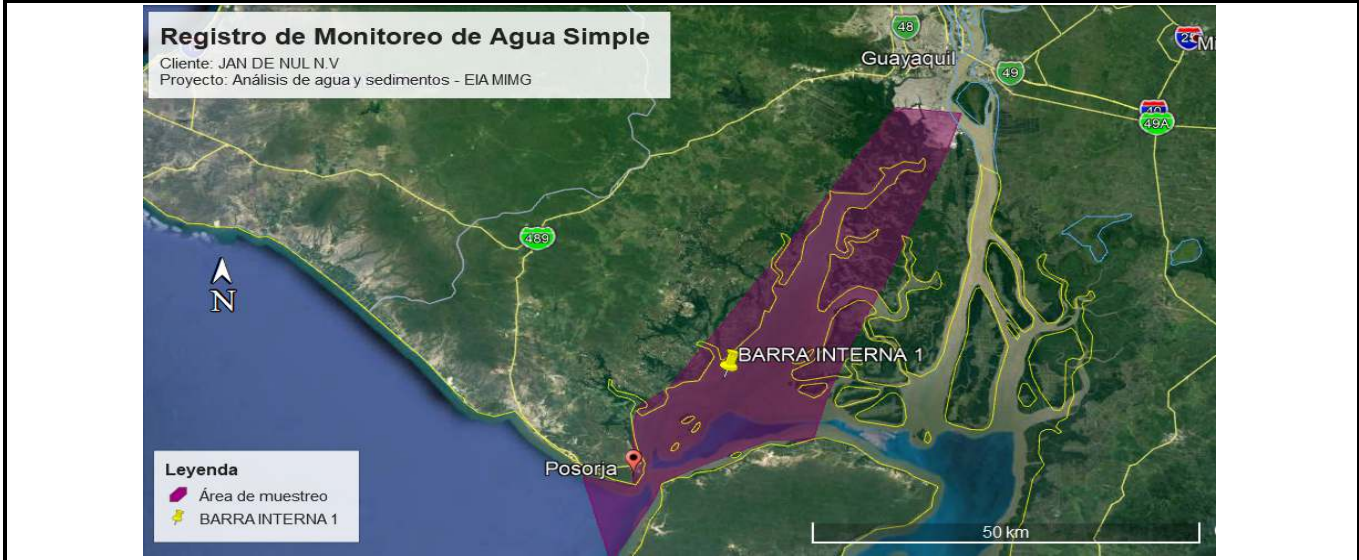 Registro de Monitoreo de Agua Simple
Cliente: JAN DE NUL N.V
Proyecto: Análisis de agua y sedimentos - EIA MIMG
48
Guayaquil
49
49A
489
N
BARRA INTERNA 1
Posorja
Leyenda
Área de muestreo
BARRA INTERNA 1
50 km